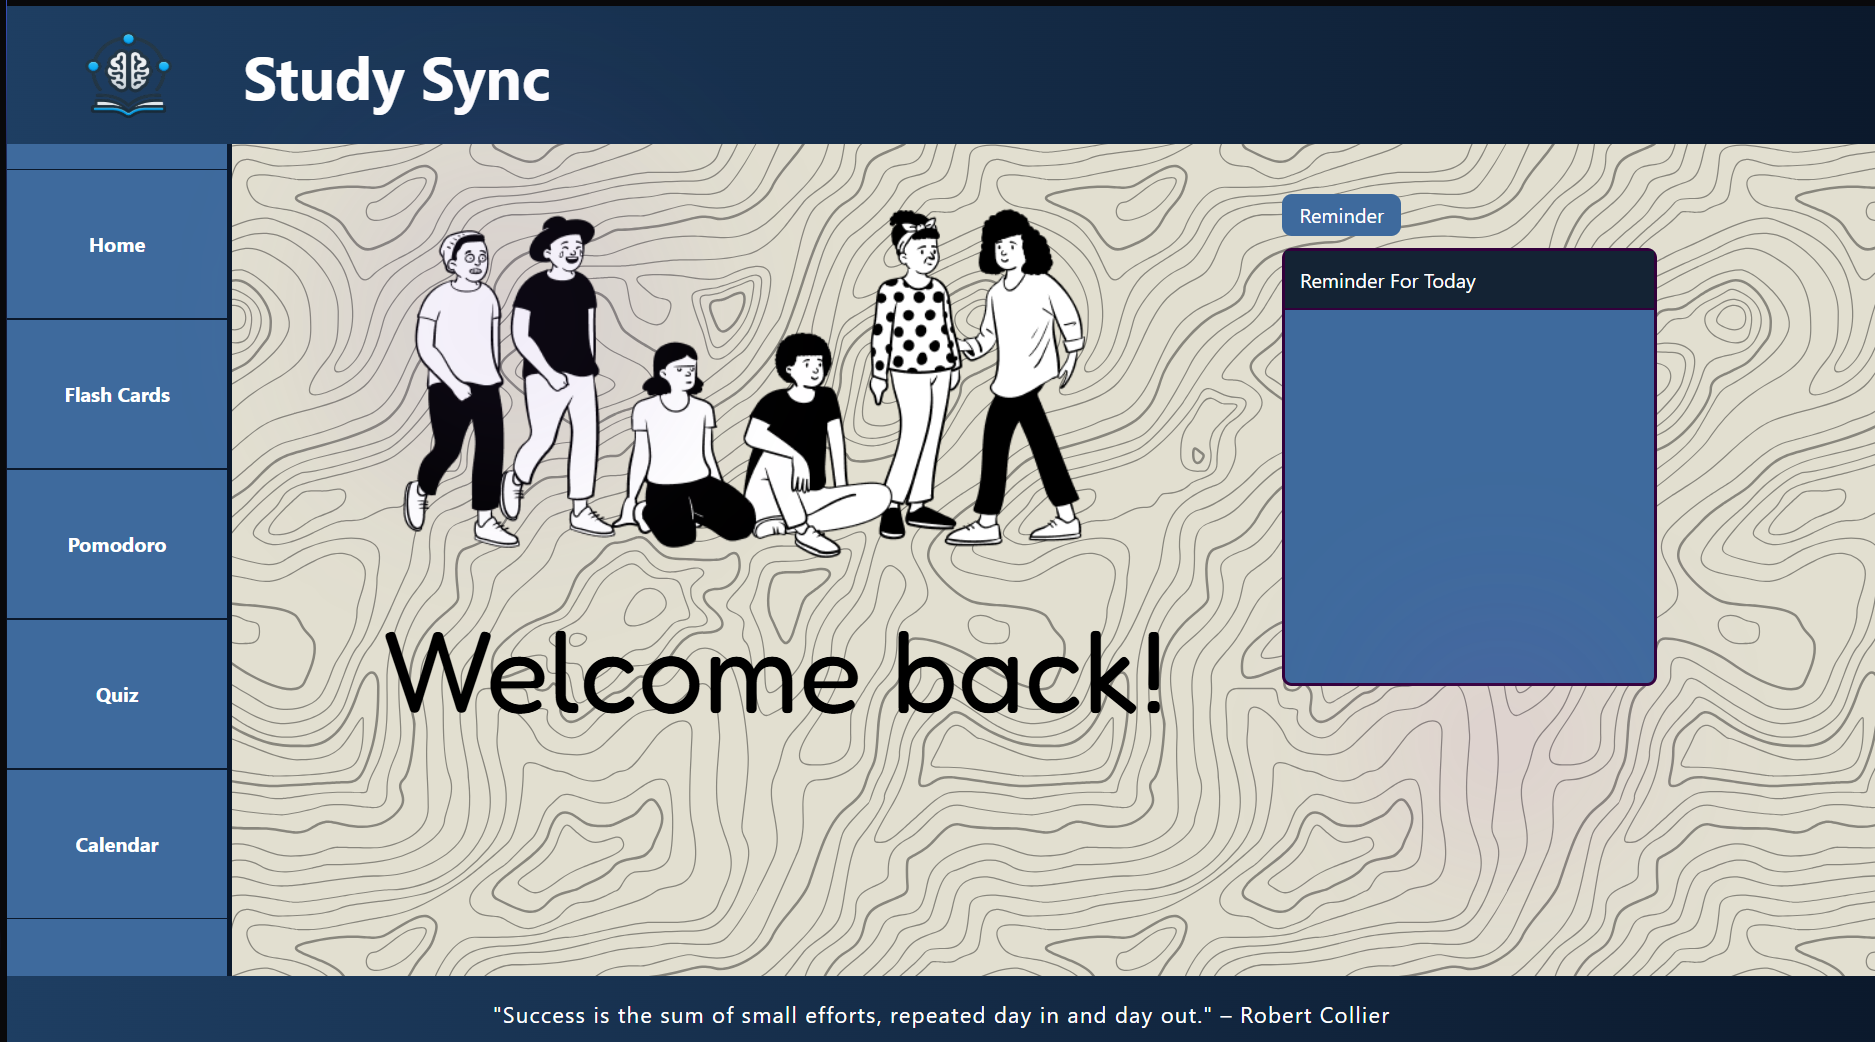 Study Sync
Home
Flash Cards
Pomodoro
Quiz
Calendar
Welcome back!
Reminder
Reminder For Today
"Success is the sum of small efforts, repeated day in and day out." – Robert Collier